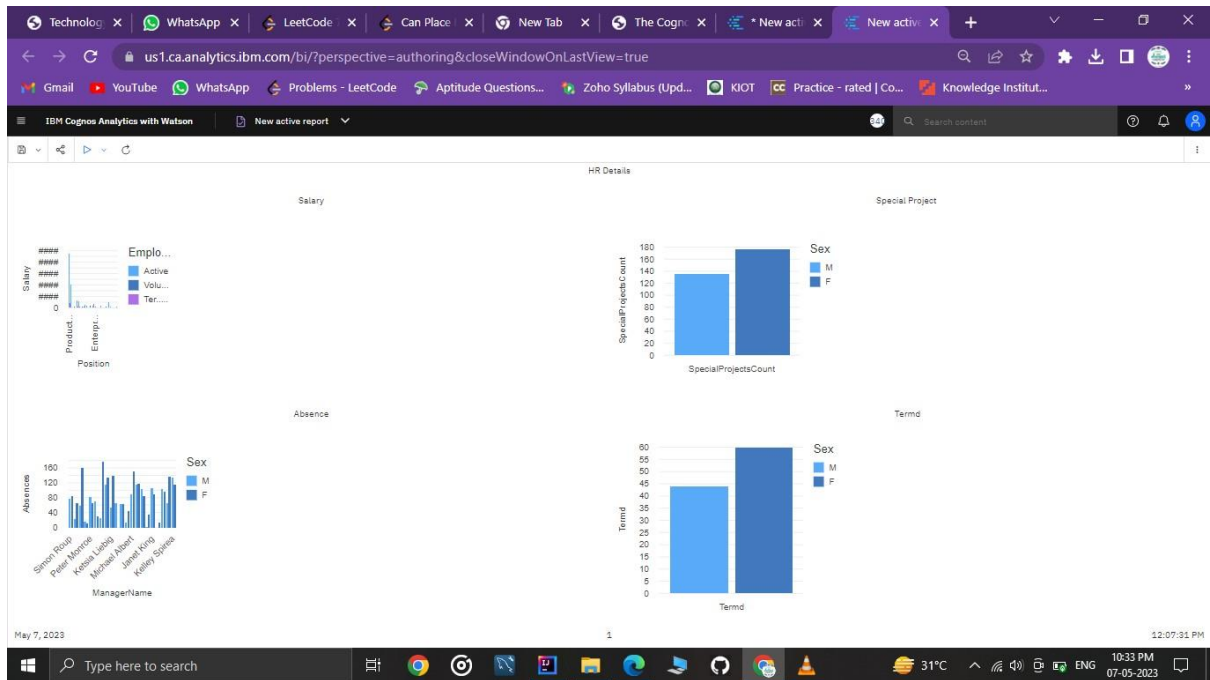 Technolog
WhatsApp
LeetCode
Can Place
New Tab
The Cogno
* New acti
New active
us1.ca.analytics.ibm.com/bi/?perspective=authoring&closeWindowOnLastView=true
Gmail
YouTube
WhatsApp
Problems - LeetCode
Aptitude Questions...
Zoho Syllabus (Upd...
KIOT
CC Practice - rated | Co...
Knowledge Institut...
»
IBM Cognos Analytics with Watson
New active report
Search content
HR Details
Salary
####
####
####
####
####
0
Salary
Product...
Enterpr...
Position
Emplo...
Active
Volu...
Ter.....
Special Project
180
160
140
120
100
80
60
40
20
0
SpecialProjectsCount
SpecialProjectsCount
Sex
M
F
Absence
160
120
80
40
0
Absences
Simon Roup
Peter Monroe
Ketsia Liebig
Michael Albert
Janet King
Kelley Spirea
ManagerName
Sex
M
F
Termd
60
55
50
45
40
35
30
25
20
15
10
5
0
Termd
Termd
Sex
M
F
May 7, 2023
1
12:07:31 PM
Type here to search
31°C
ENG
10:33 PM
07-05-2023